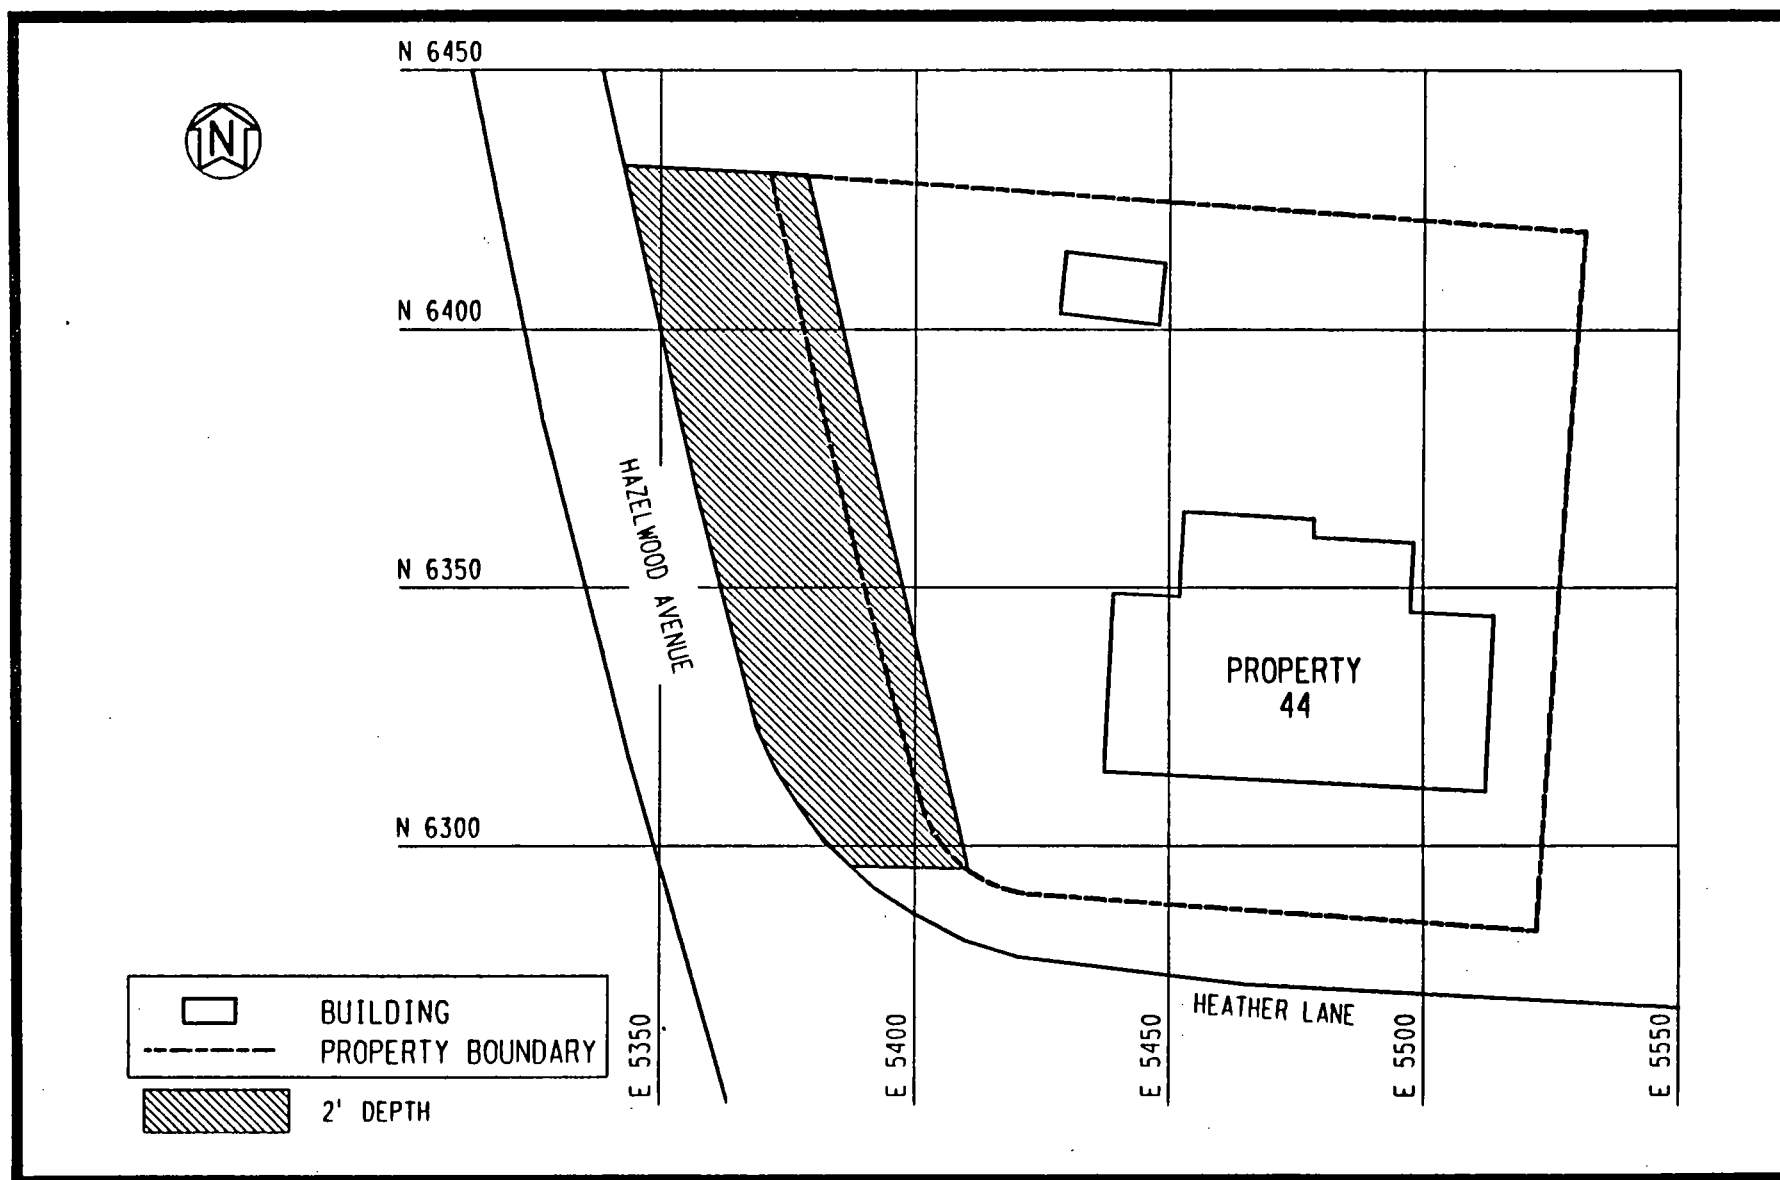 N 6450
N
N 6400
HAZELWOOD AVENUE
N 6350
PROPERTY
44
N 6300
HEATHER LANE
E 5350
E 5400
E 5450
E 5500
E 5550
BUILDING
PROPERTY BOUNDARY
2' DEPTH